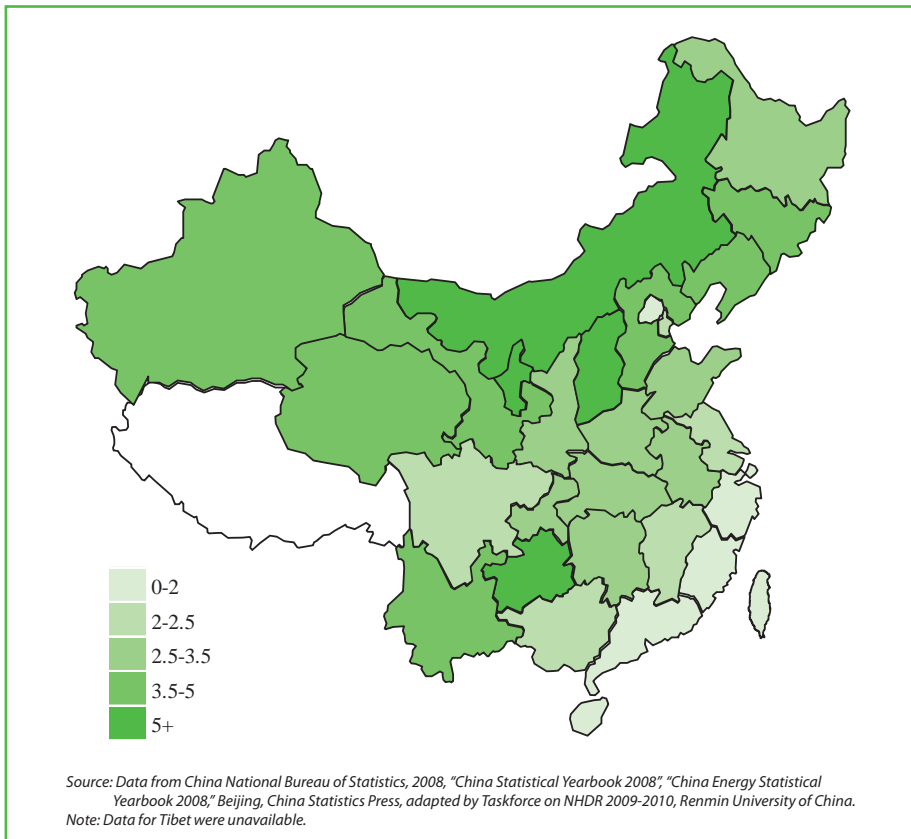 0-2
2-2.5
2.5-3.5
3.5-5
5+
Source: Data from China National Bureau of Statistics, 2008, “China Statistical Yearbook 2008”, “China Energy Statistical
Yearbook 2008,” Beijing, China Statistics Press, adapted by Taskforce on NHDR 2009-2010, Renmin University of China.
Note: Data for Tibet were unavailable.